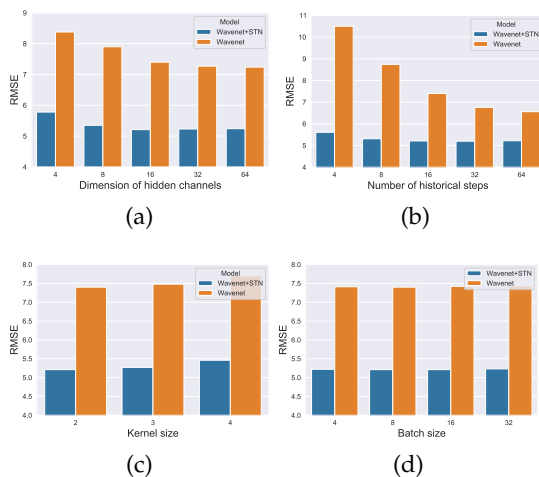 9
8
7
6
5
4
RMSE
Model
Wavenet+STN
Wavenet
4 8 16 32 64
Dimension of hidden channels
(a)
11
10
9
8
7
6
5
4
RMSE
Model
Wavenet+STN
Wavenet
4 8 16 32 64
Number of historical steps
(b)
8.0
7.5
7.0
6.5
6.0
5.5
5.0
4.5
4.0
RMSE
Model
Wavenet+STN
Wavenet
2 3 4
Kernel size
(c)
8.0
7.5
7.0
6.5
6.0
5.5
5.0
4.5
4.0
RMSE
Wavenet+STN
Wavenet
4 8 16 32
Batch size
(d)